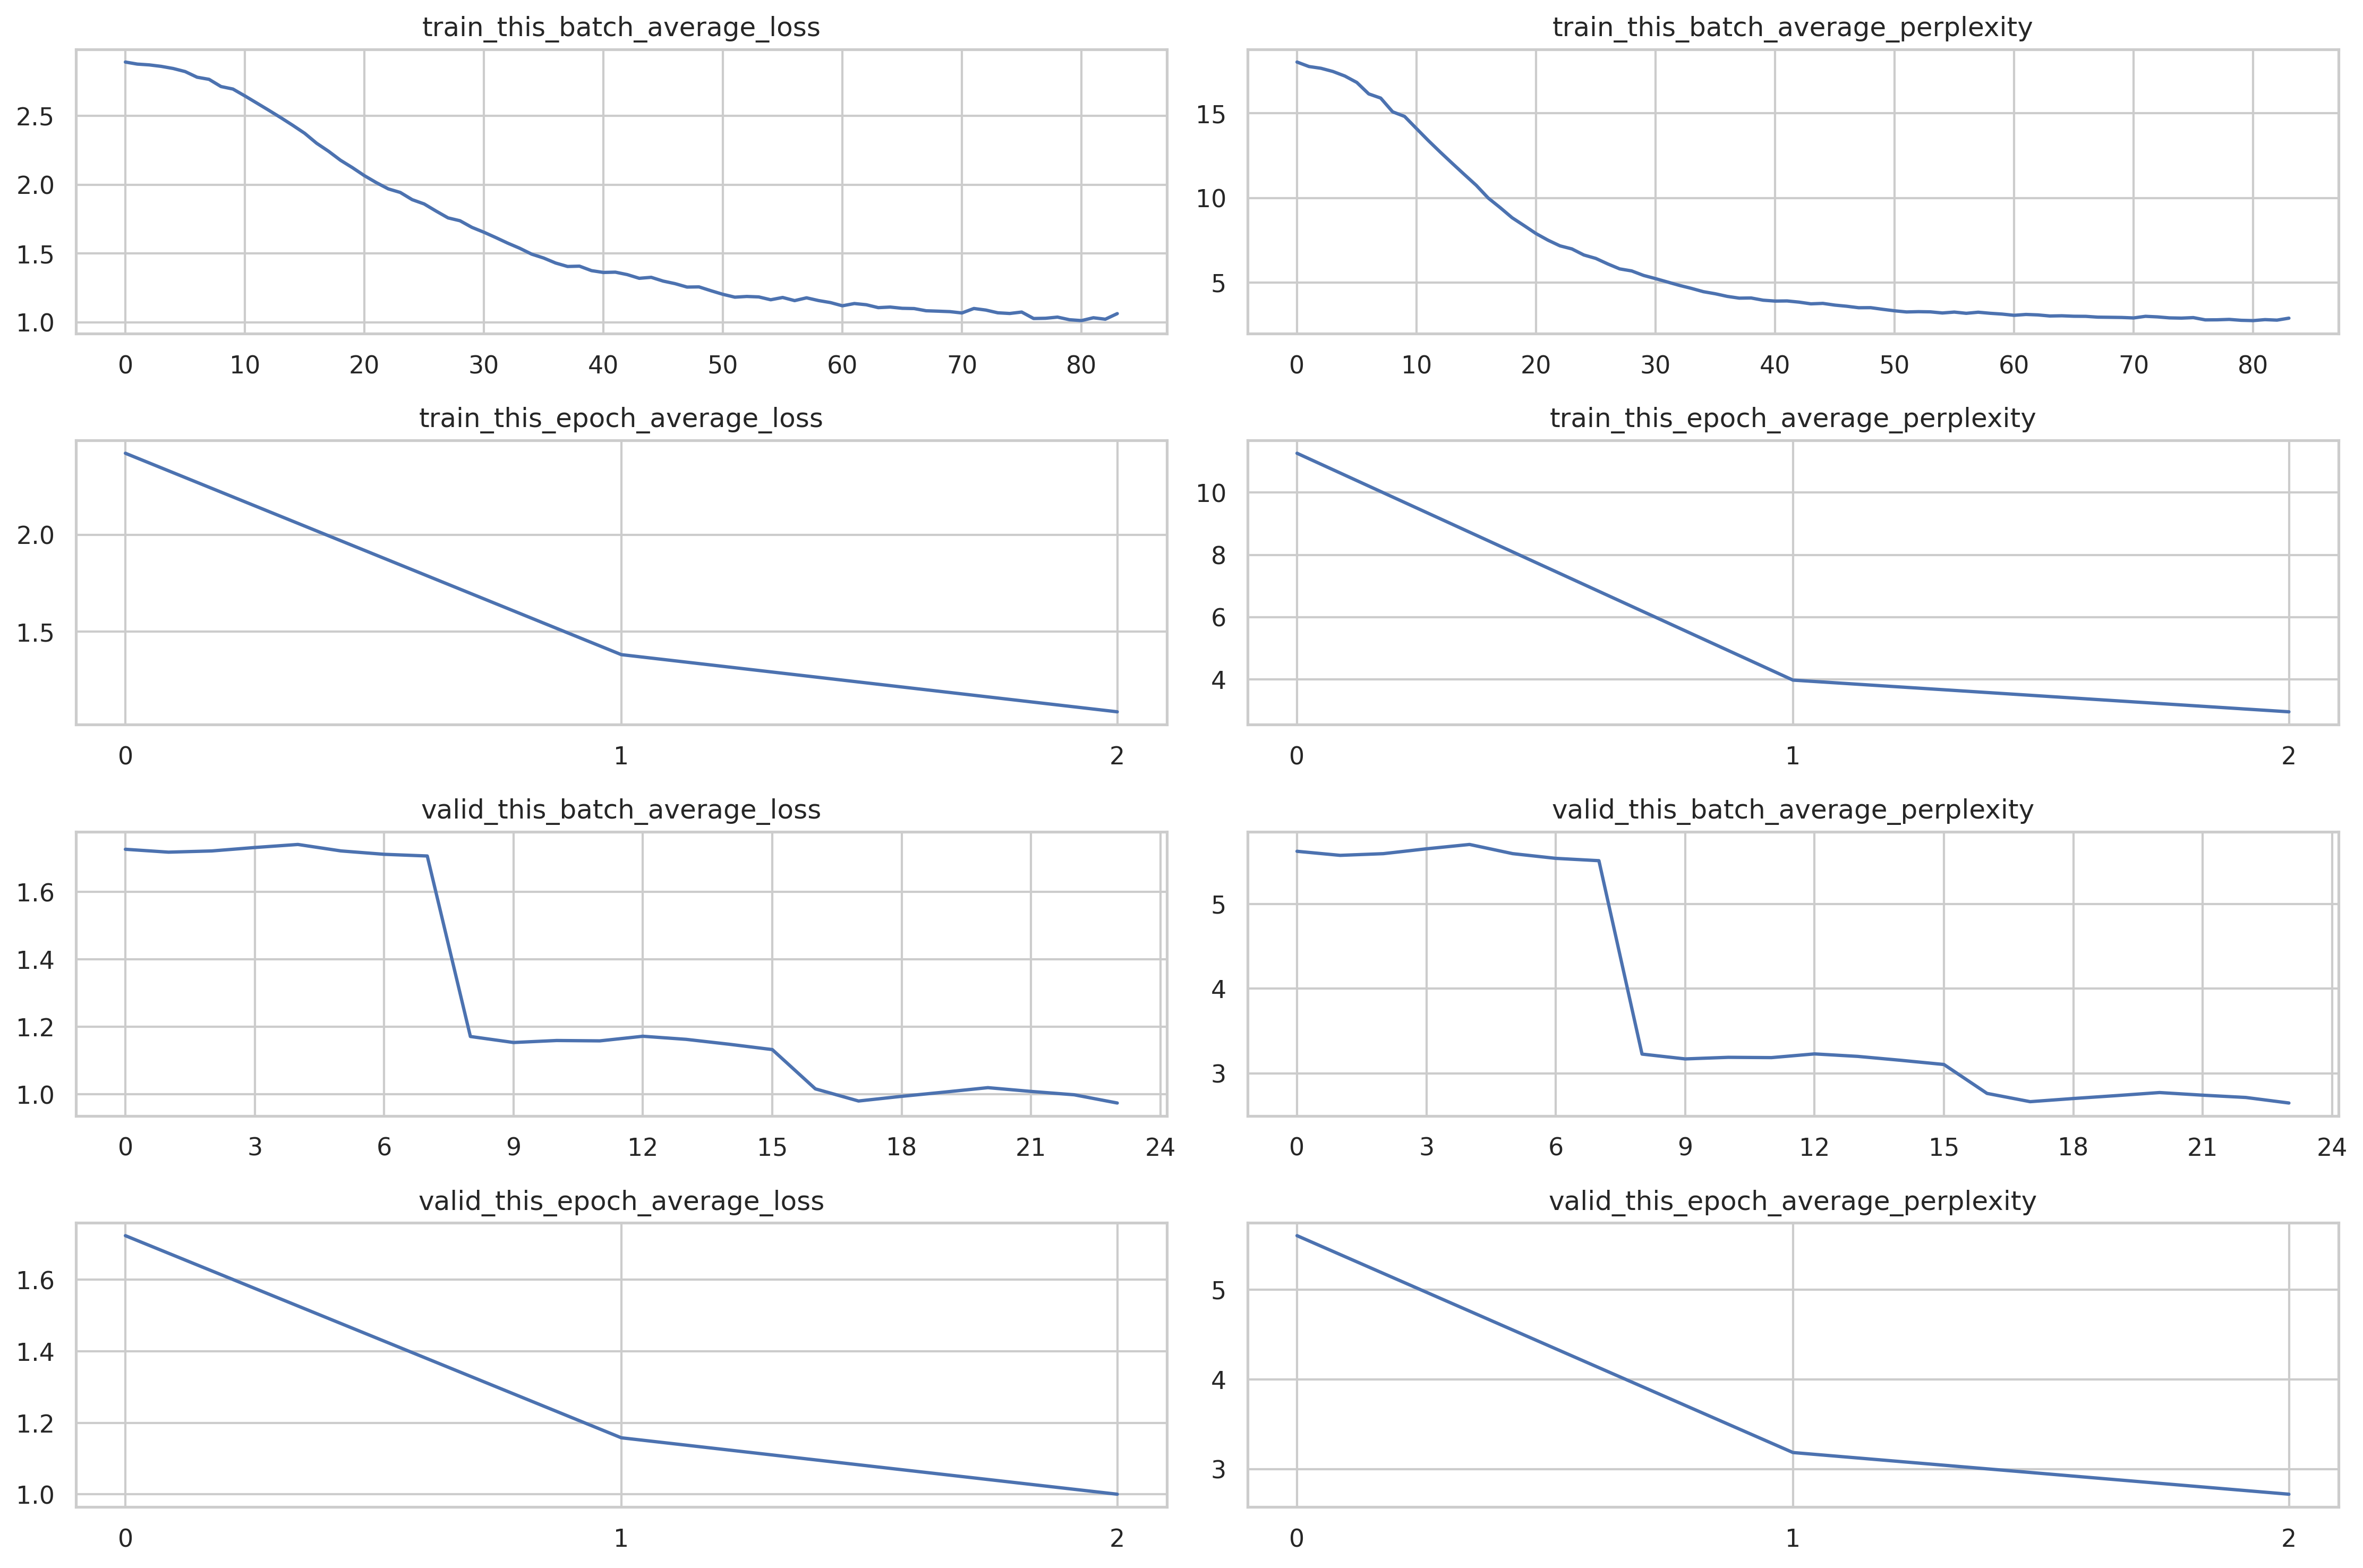 train_this_batch_average_loss
2.5
2.0
1.5
1.0
0 10 20 30 40 50 60 70 80
train_this_batch_average_perplexity
15
10
5
0 10 20 30 40 50 60 70 80
train_this_epoch_average_loss
2.0
1.5
0 1 2
train_this_epoch_average_perplexity
10
8
6
4
0 1 2
valid_this_batch_average_loss
1.6
1.4
1.2
1.0
0 3 6 9 12 15 18 21 24
valid_this_batch_average_perplexity
5
4
3
0 3 6 9 12 15 18 21 24
valid_this_epoch_average_loss
1.6
1.4
1.2
1.0
0 1 2
valid_this_epoch_average_perplexity
5
4
3
0 1 2